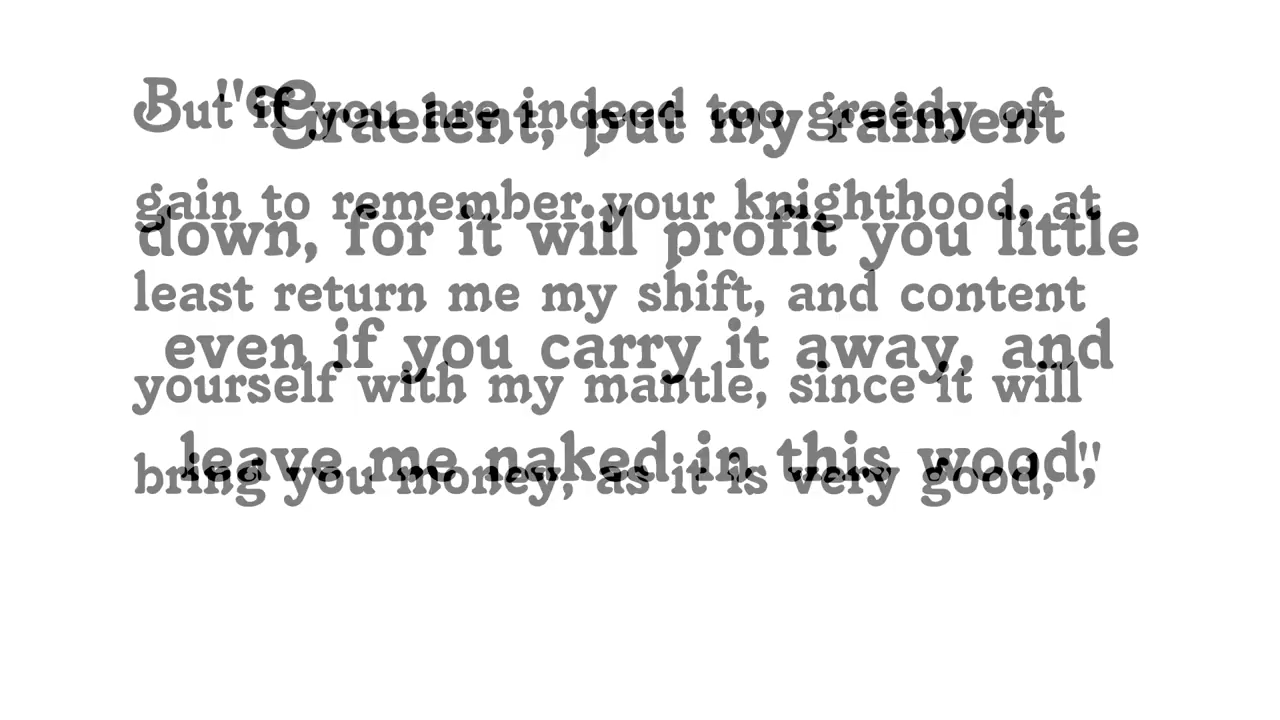 "Graelent, put my raiment
down, for it will profit you little
even if you carry it away, and
leave me naked in this wood,"
But if you are indeed too greedy of
gain to remember your knighthood, at
least return me my shift, and content
yourself with my mantle, since it will
bring you money, as it is very good,